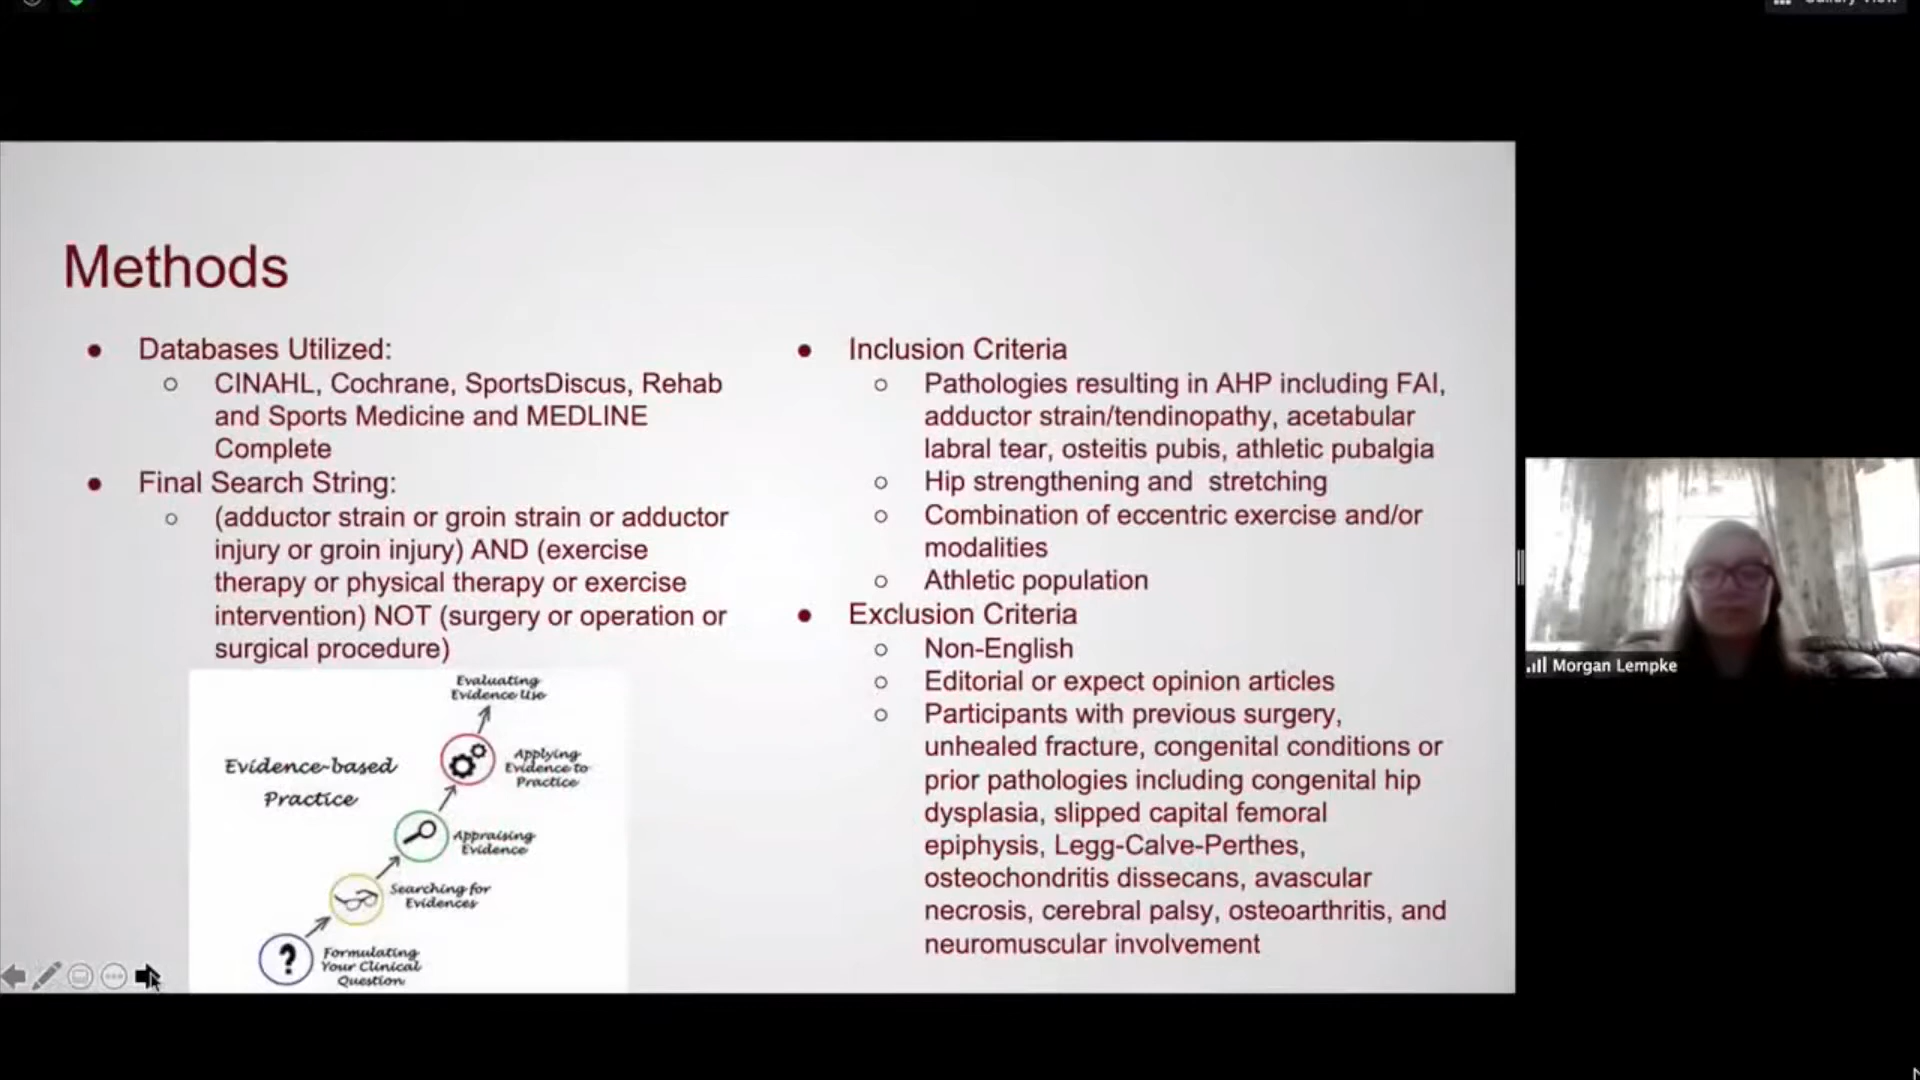 Methods
● Databases Utilized:
○ CINAHL, Cochrane, SportsDiscus, Rehab
and Sports Medicine and MEDLINE
Complete
● Final Search String:
○ (adductor strain or groin strain or adductor
injury or groin injury) AND (exercise
therapy or physical therapy or exercise
intervention) NOT (surgery or operation or
surgical procedure)
Evaluating
Evidence Use
Evidence-based
Practice
Applying
Evidence to
Practice
Appraising
Evidence
Searching for
Evidences
?
Formulating
Your Clinical
Question
● Inclusion Criteria
○ Pathologies resulting in AHP including FAI,
adductor strain/tendinopathy, acetabular
labral tear, osteitis pubis, athletic pubalgia
○ Hip strengthening and stretching
○ Combination of eccentric exercise and/or
modalities
○ Athletic population
● Exclusion Criteria
○ Non-English
○ Editorial or expect opinion articles
○ Participants with previous surgery,
unhealed fracture, congenital conditions or
prior pathologies including congenital hip
dysplasia, slipped capital femoral
epiphysis, Legg-Calve-Perthes,
osteochondritis dissecans, avascular
necrosis, cerebral palsy, osteoarthritis, and
neuromuscular involvement
Morgan Lempke